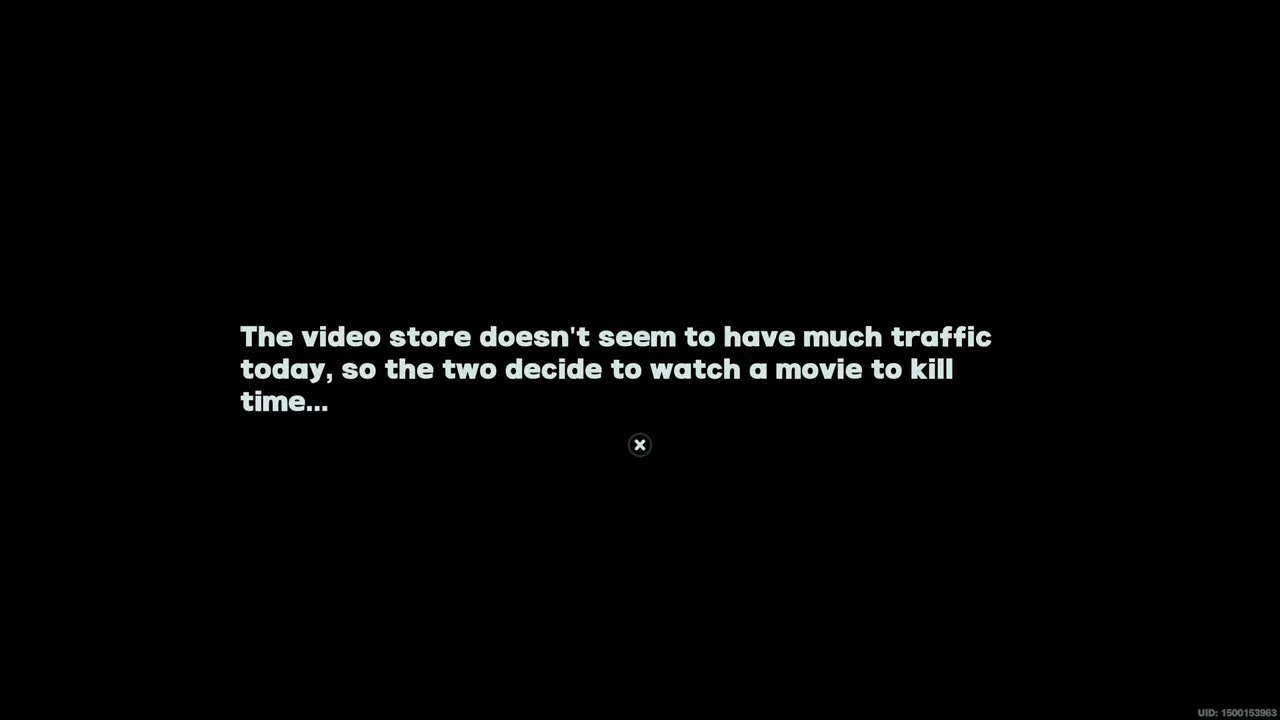 The video store doesn't seem to have much traffic
today, so the two decide to watch a movie to kill
time...
UID: 1500153963